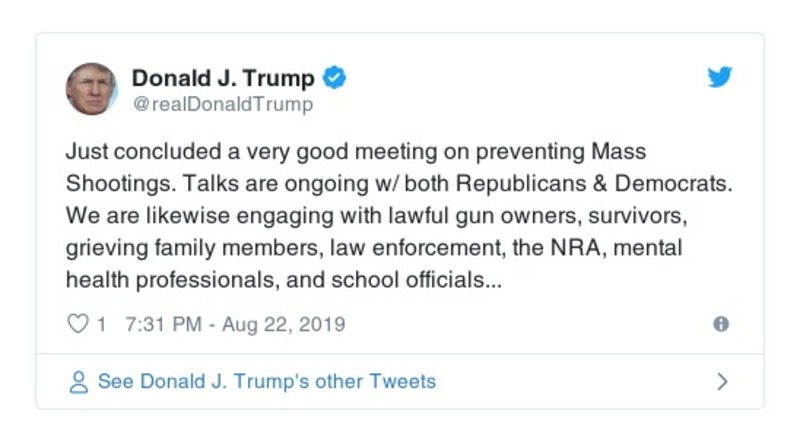 Donald J. Trump
@realDonaldTrump
Just concluded a very good meeting on preventing Mass
Shootings. Talks are ongoing w/ both Republicans & Democrats.
We are likewise engaging with lawful gun owners, survivors,
grieving family members, law enforcement, the NRA, mental
health professionals, and school officials...
1 7:31 PM - Aug 22, 2019
See Donald J. Trump's other Tweets